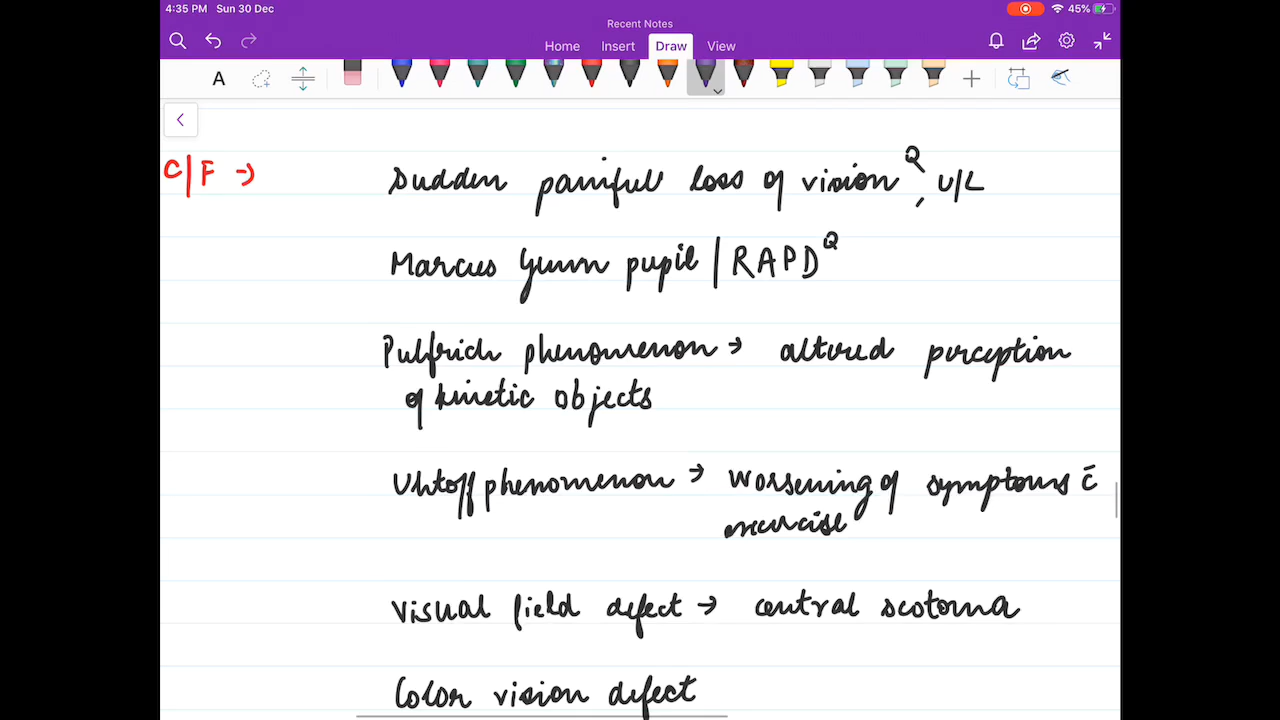 4:35 PM Sun 30 Dec
45%
Recent Notes
Home Insert Draw View
A
C/F →
Sudden painful loss of vision Q, U/L
Marcus Gunn pupil | RAPD Q
Pulfrich phenomenon → altered perception
of kinetic objects
Uhtoff phenomenon → worsening of symptoms c̄
exercise
Visual field defect → central scotoma
Color vision defect